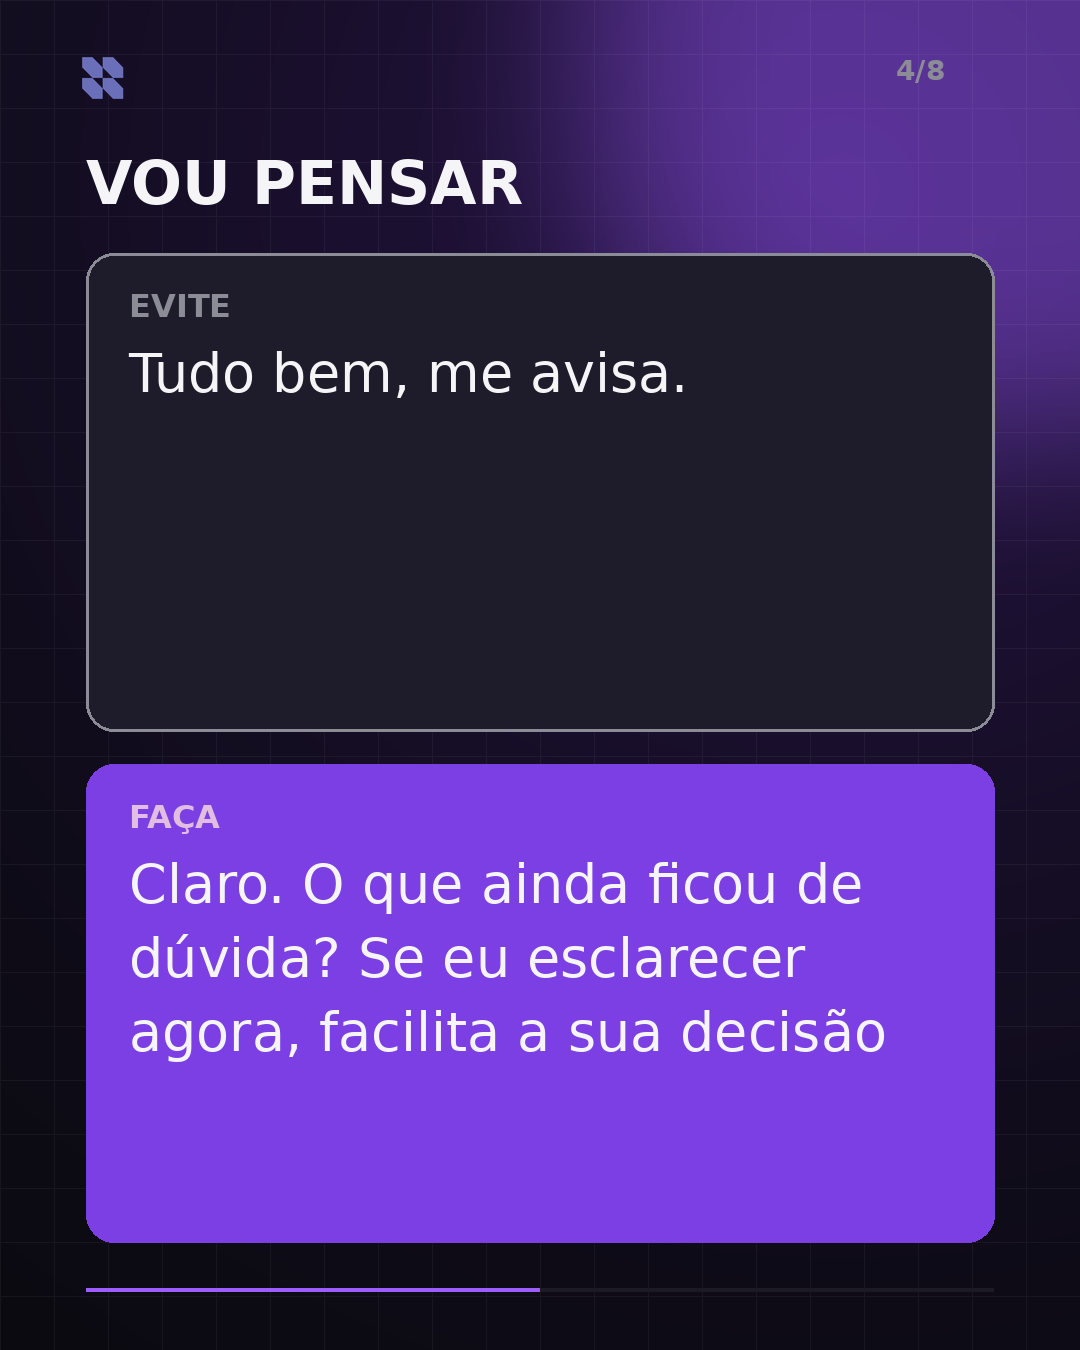 4/8
VOU PENSAR
EVITE
Tudo bem, me avisa.
FAÇA
Claro. O que ainda ficou de
dúvida? Se eu esclarecer
agora, facilita a sua decisão